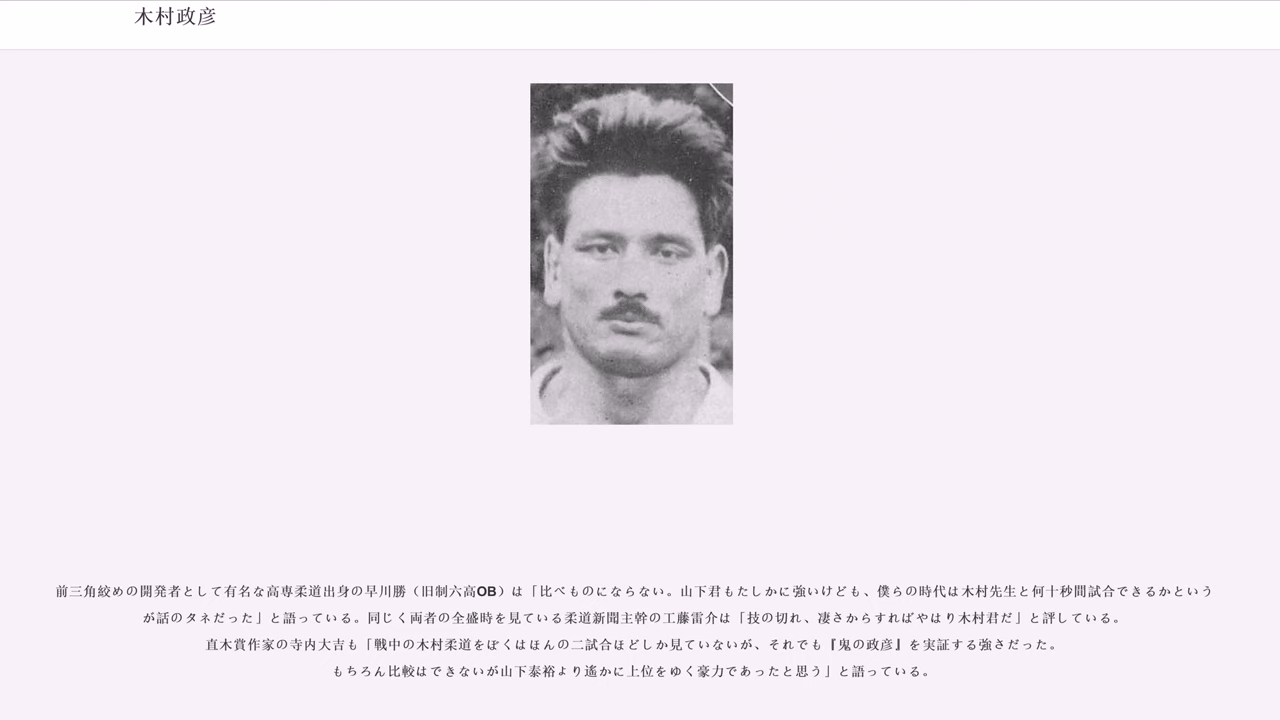 木村政彦
前三角絞めの開発者として有名な高専柔道出身の早川勝（旧制六高OB）は「比べものにならない。山下君もたしかに強いけども、僕らの時代は木村先生と何十秒間試合できるかという
が話のタネだった」と語っている。同じく両者の全盛時を見ている柔道新聞主幹の工藤雷介は「技の切れ、凄さからすればやはり木村君だ」と評している。
直木賞作家の寺内大吉も「戦中の木村柔道をぼくはほんの二試合ほどしか見ていないが、それでも『鬼の政彦』を実証する強さだった。
もちろん比較はできないが山下泰裕より遙かに上位をゆく豪力であったと思う」と語っている。